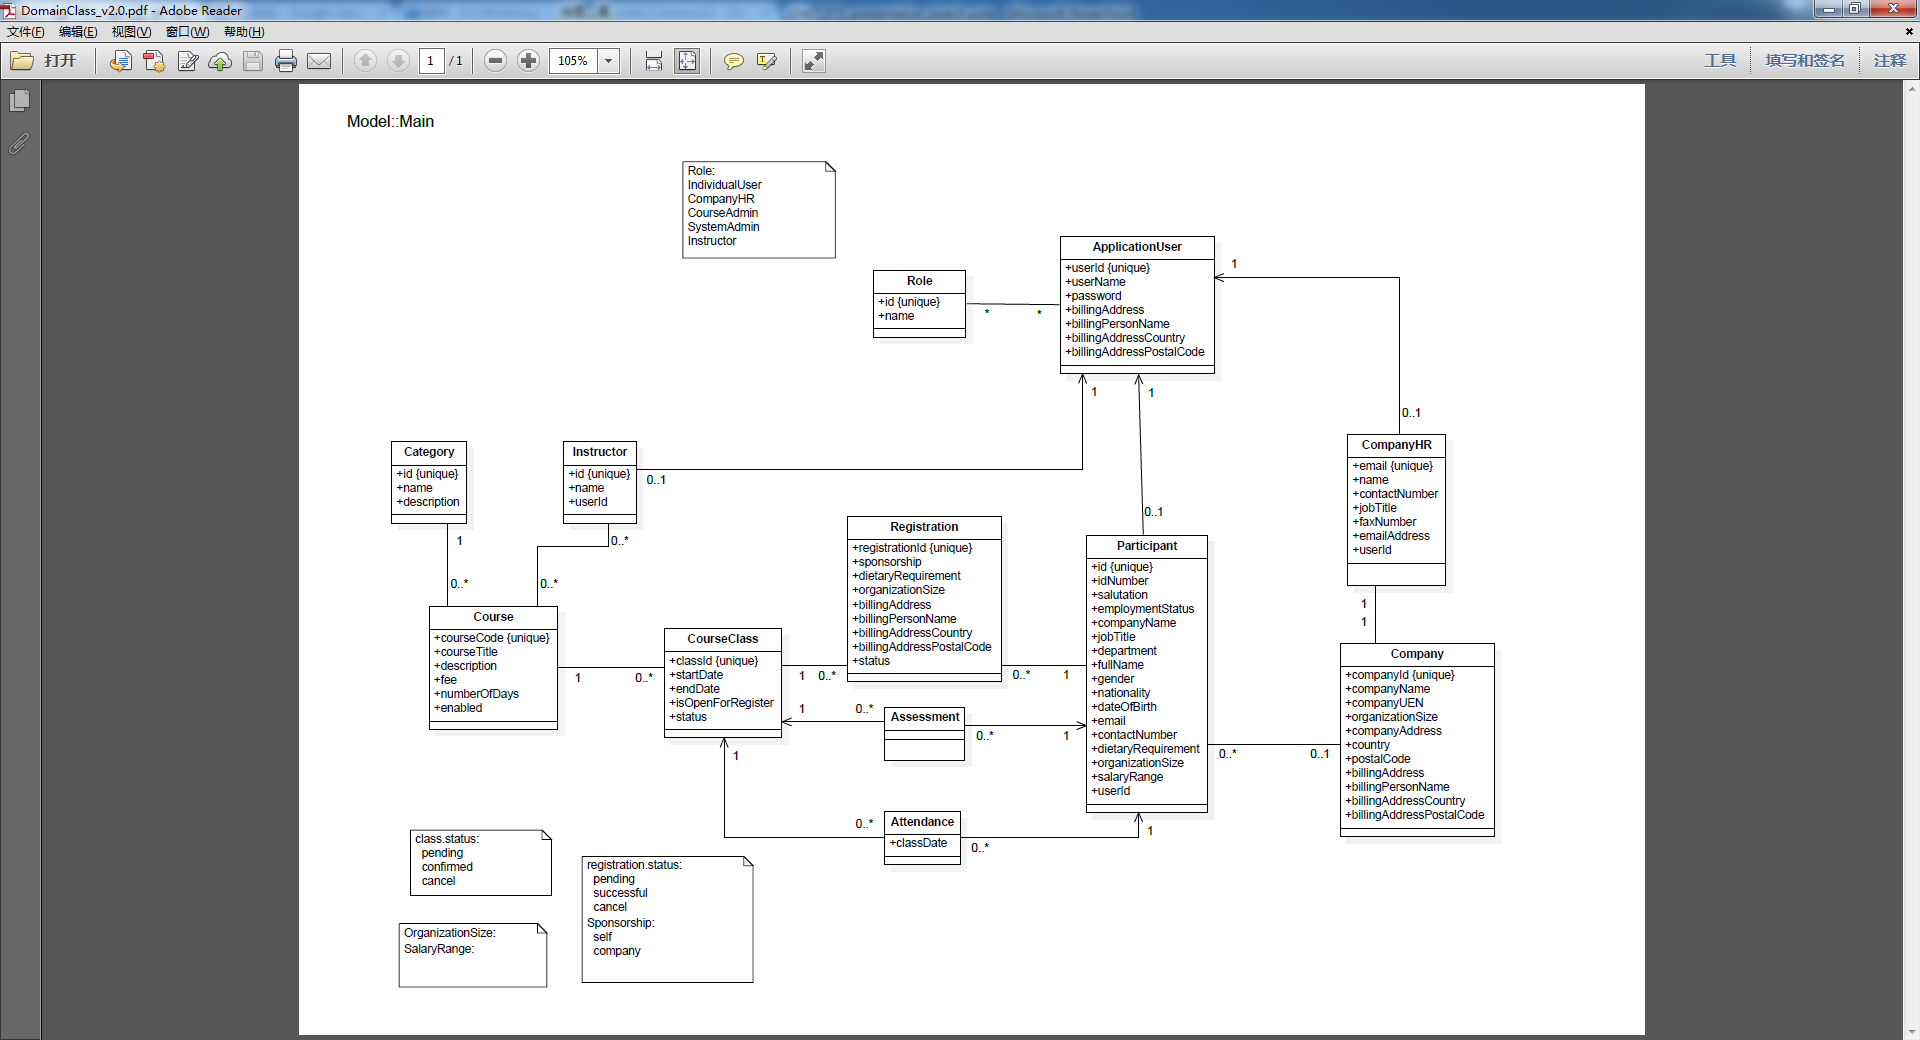 DomainClass_v2.0.pdf - Adobe Reader
文件(F) 编辑(E) 视图(V) 窗口(W) 帮助(H)
打开 1 / 1 105% 工具 填写和签名 注释
Model::Main
Role:
IndividualUser
CompanyHR
CourseAdmin
SystemAdmin
Instructor
ApplicationUser
+userId {unique}
+userName
+password
+billingAddress
+billingPersonName
+billingAddressCountry
+billingAddressPostalCode
1
Role
+id {unique}
+name
*
*
1
1
0..1
Category
+id {unique}
+name
+description
Instructor
+id {unique}
+name
+userId
0..1
CompanyHR
+email {unique}
+name
+contactNumber
+jobTitle
+faxNumber
+emailAddress
+userId
0..1
1
0..*
0..*
0..*
Registration
+registrationId {unique}
+sponsorship
+dietaryRequirement
+organizationSize
+billingAddress
+billingPersonName
+billingAddressCountry
+billingAddressPostalCode
+status
Participant
+id {unique}
+idNumber
+salutation
+employmentStatus
+companyName
+jobTitle
+department
+fullName
+gender
+nationality
+dateOfBirth
+email
+contactNumber
+dietaryRequirement
+organizationSize
+salaryRange
+userId
1
1
Course
+courseCode {unique}
+courseTitle
+description
+fee
+numberOfDays
+enabled
1
0..*
CourseClass
+classId {unique}
+startDate
+endDate
+isOpenForRegister
+status
1
0..*
0..*
1
Company
+companyId {unique}
+companyName
+companyUEN
+organizationSize
+companyAddress
+country
+postalCode
+billingAddress
+billingPersonName
+billingAddressCountry
+billingAddressPostalCode
1
0..*
Assessment
0..*
1
0..*
0..1
1
0..*
Attendance
+classDate
0..*
1
class.status:
pending
confirmed
cancel
registration.status:
pending
successful
cancel
Sponsorship:
self
company
OrganizationSize:
SalaryRange: